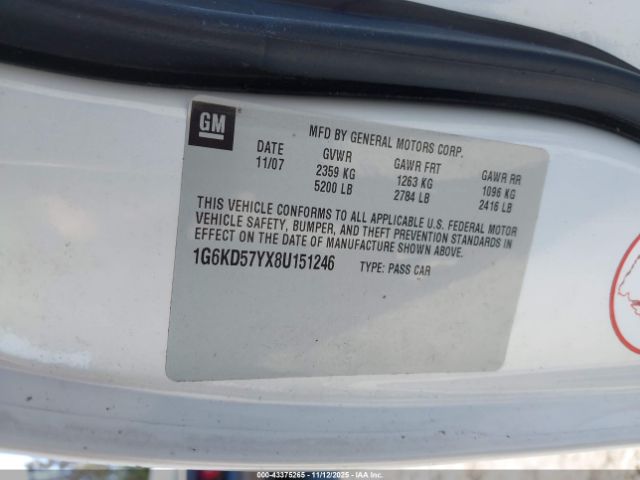 GM
MFD BY GENERAL MOTORS CORP.
DATE GVWR GAWR FRT GAWR RR
11/07 2359 KG 1263 KG 1096 KG
5200 LB 2784 LB 2416 LB
THIS VEHICLE CONFORMS TO ALL APPLICABLE U.S. FEDERAL MOTOR
VEHICLE SAFETY, BUMPER, AND THEFT PREVENTION STANDARDS IN
EFFECT ON THE DATE OF MANUFACTURE SHOWN ABOVE.
1G6KD57YX8U151246 TYPE: PASS CAR
© 43375265 - 11/12/2025 - IAA Inc.